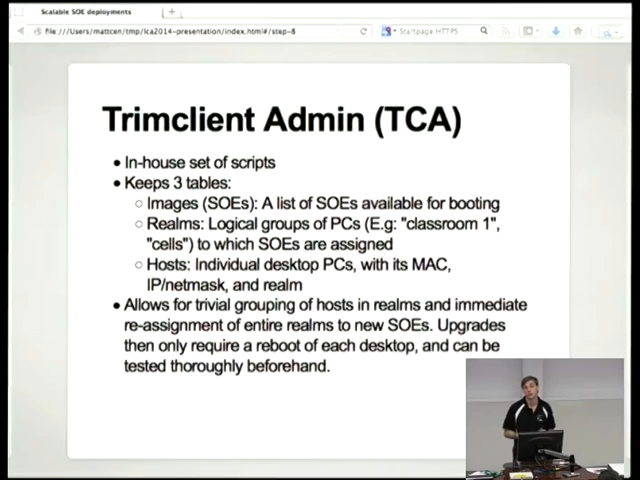 Scalable SOE deployments
file:///Users/mattcen/tmp/lca2014-presentation/index.html#/step-8
Startpage HTTPS
Trimclient Admin (TCA)
• In-house set of scripts
• Keeps 3 tables:
○ Images (SOEs): A list of SOEs available for booting
○ Realms: Logical groups of PCs (E.g: "classroom 1",
"cells") to which SOEs are assigned
○ Hosts: Individual desktop PCs, with its MAC,
IP/netmask, and realm
• Allows for trivial grouping of hosts in realms and immediate
re-assignment of entire realms to new SOEs. Upgrades
then only require a reboot of each desktop, and can be
tested thoroughly beforehand.